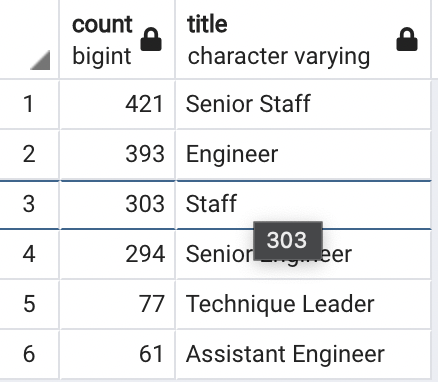 count title
bigint character varying
1 421 Senior Staff
2 393 Engineer
3 303 Staff
303
4 294 Senior Engineer
5 77 Technique Leader
6 61 Assistant Engineer